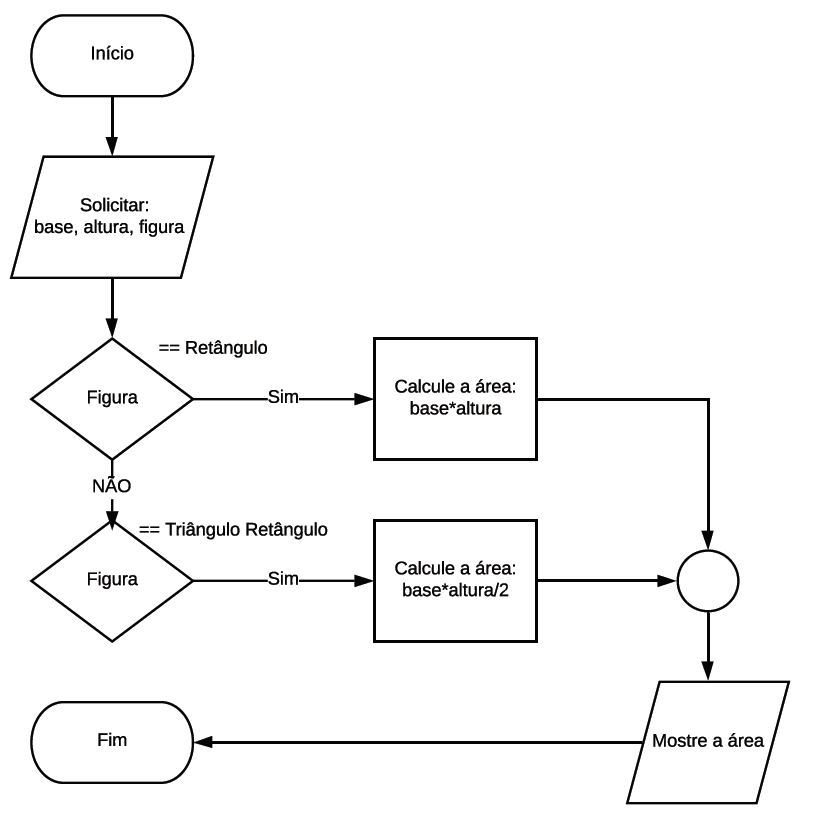 Início
Solicitar:
base, altura, figura
== Retângulo
Figura
Sim
Calcule a área:
base*altura
NÃO
== Triângulo Retângulo
Figura
Sim
Calcule a área:
base*altura/2
Mostre a área
Fim